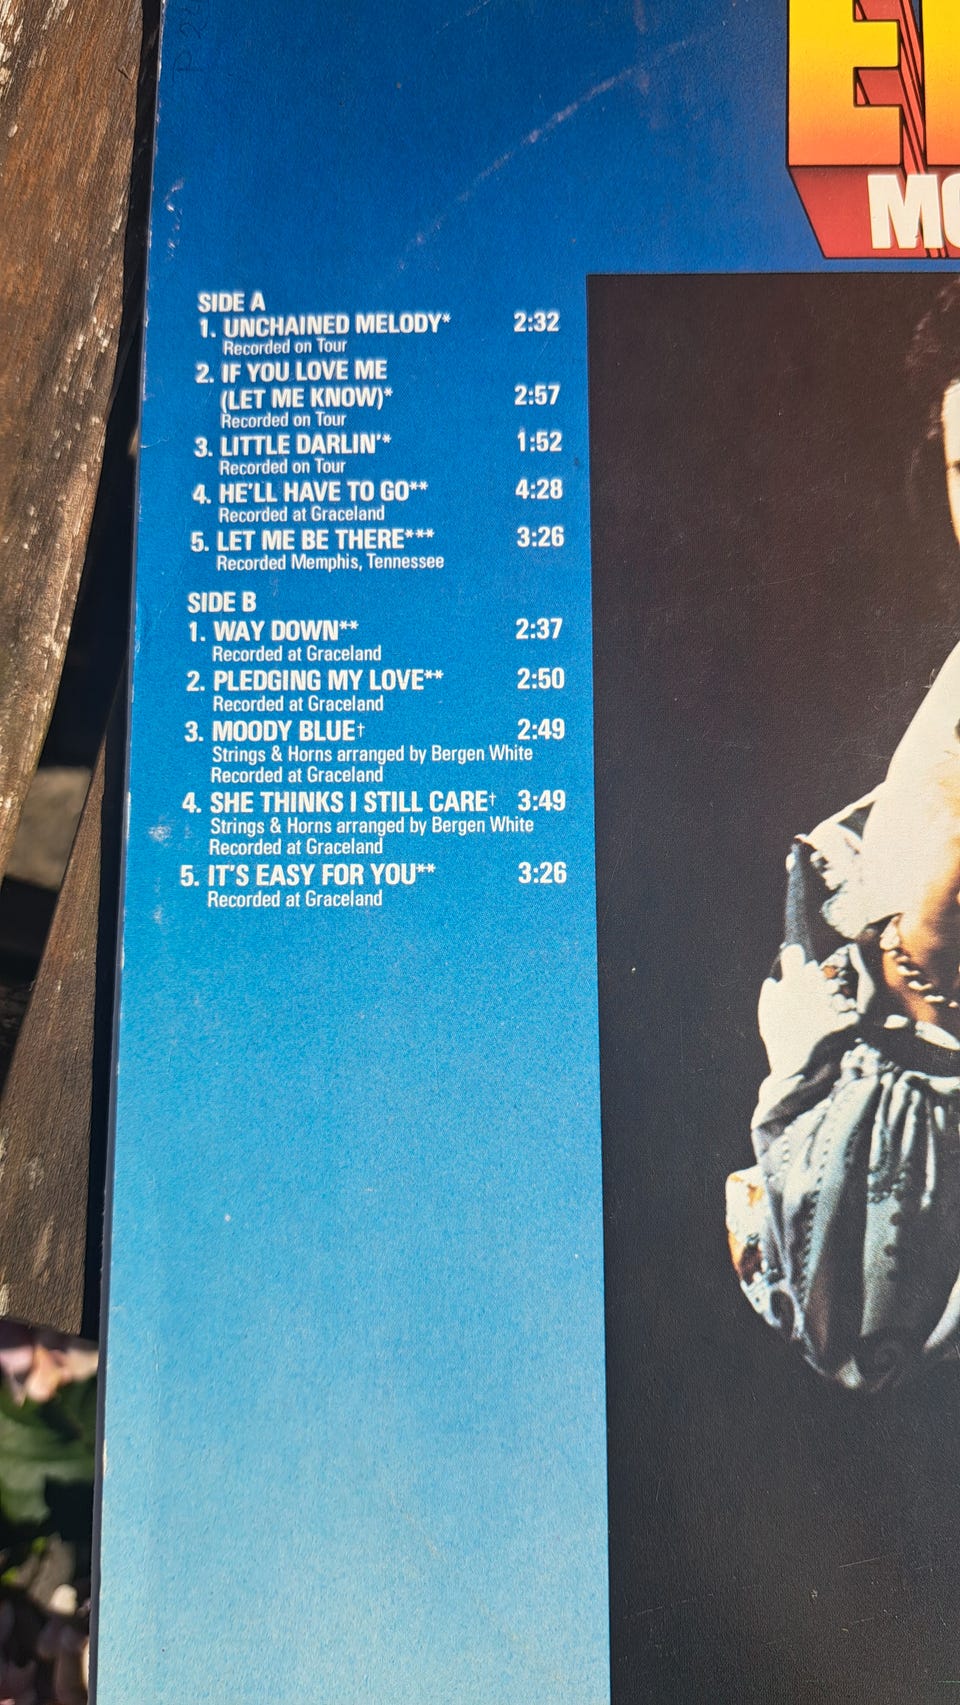 SIDE A
1. UNCHAINED MELODY* 2:32
Recorded on Tour
2. IF YOU LOVE ME
(LET ME KNOW)* 2:57
Recorded on Tour
3. LITTLE DARLIN'* 1:52
Recorded on Tour
4. HE'LL HAVE TO GO** 4:28
Recorded at Graceland
5. LET ME BE THERE*** 3:26
Recorded Memphis, Tennessee
SIDE B
1. WAY DOWN** 2:37
Recorded at Graceland
2. PLEDGING MY LOVE** 2:50
Recorded at Graceland
3. MOODY BLUE† 2:49
Strings & Horns arranged by Bergen White
Recorded at Graceland
4. SHE THINKS I STILL CARE† 3:49
Strings & Horns arranged by Bergen White
Recorded at Graceland
5. IT'S EASY FOR YOU** 3:26
Recorded at Graceland